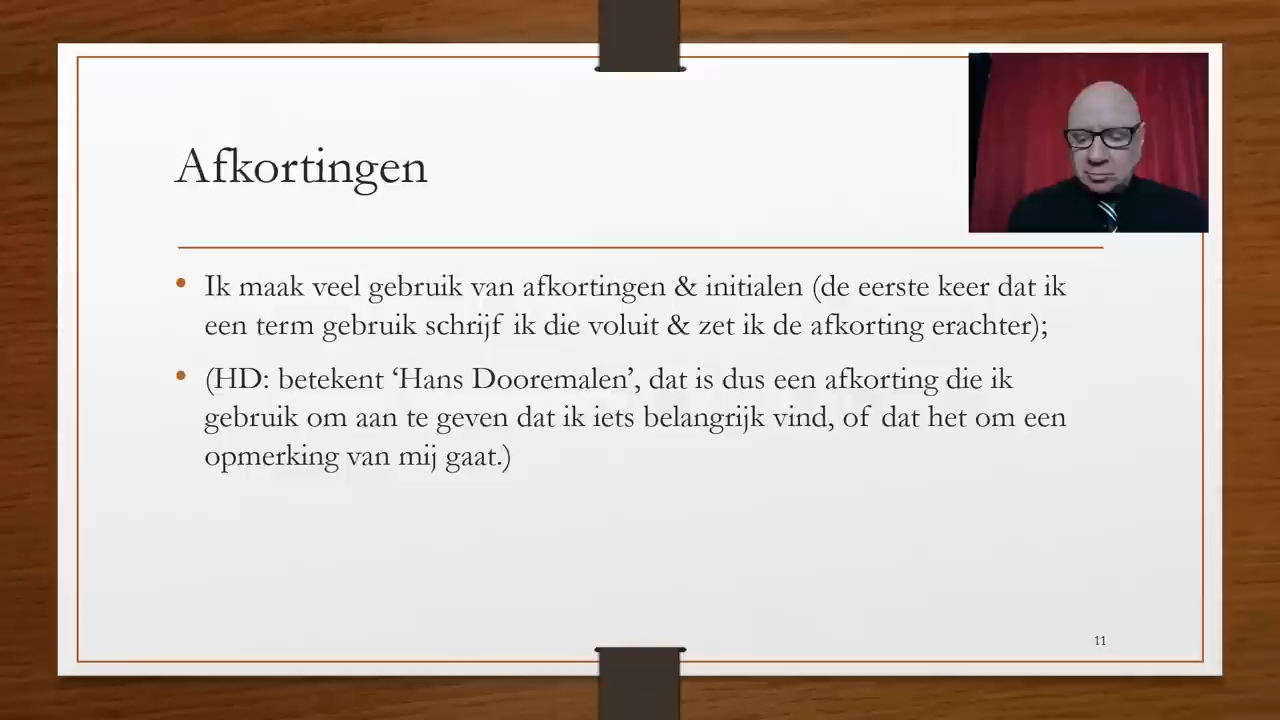 Afkortingen
• Ik maak veel gebruik van afkortingen & initialen (de eerste keer dat ik
een term gebruik schrijf ik die voluit & zet ik de afkorting erachter);
• (HD: betekent ‘Hans Dooremalen’, dat is dus een afkorting die ik
gebruik om aan te geven dat ik iets belangrijk vind, of dat het om een
opmerking van mij gaat.)
11